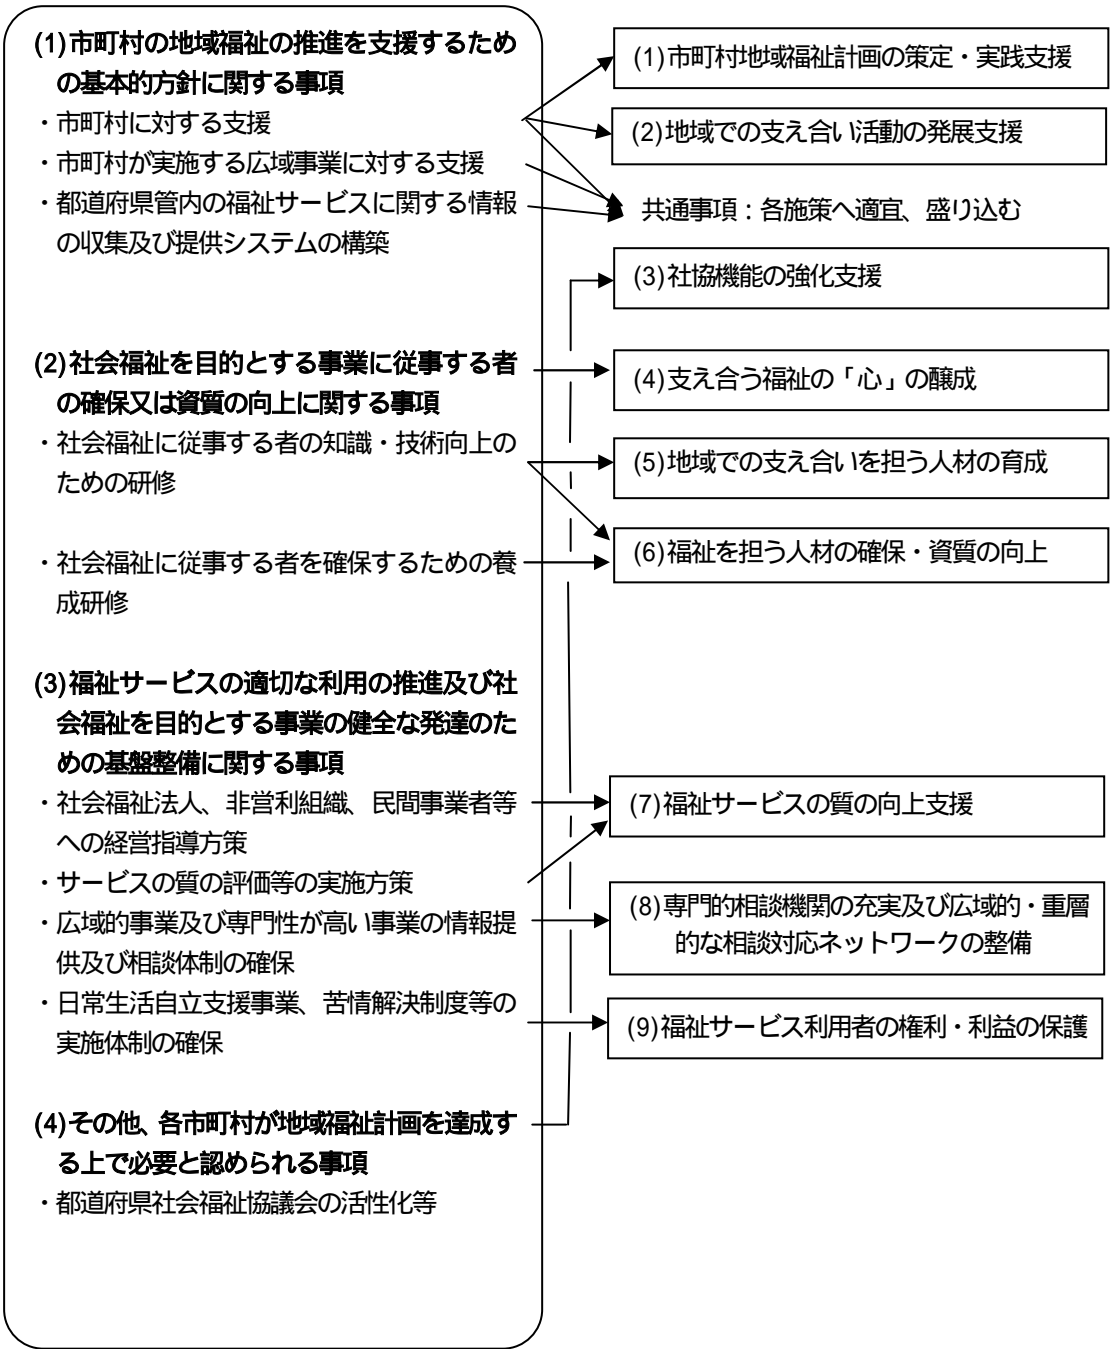 (1)市町村の地域福祉の推進を支援するため
の基本的方針に関する事項
・市町村に対する支援
・市町村が実施する広域事業に対する支援
・都道府県管内の福祉サービスに関する情報
の収集及び提供システムの構築
(2)社会福祉を目的とする事業に従事する者
の確保又は資質の向上に関する事項
・社会福祉に従事する者の知識・技術向上の
ための研修
・社会福祉に従事する者を確保するための養
成研修
(3)福祉サービスの適切な利用の推進及び社
会福祉を目的とする事業の健全な発達のた
めの基盤整備に関する事項
・社会福祉法人、非営利組織、民間事業者等
への経営指導方策
・サービスの質の評価等の実施方策
・広域的事業及び専門性が高い事業の情報提
供及び相談体制の確保
・日常生活自立支援事業、苦情解決制度等の
実施体制の確保
(4)その他、各市町村が地域福祉計画を達成す
る上で必要と認められる事項
・都道府県社会福祉協議会の活性化等
(1)市町村地域福祉計画の策定・実践支援
(2)地域での支え合い活動の発展支援
共通事項：各施策へ適宜、盛り込む
(3)社協機能の強化支援
(4)支え合う福祉の「心」の醸成
(5)地域での支え合いを担う人材の育成
(6)福祉を担う人材の確保・資質の向上
(7)福祉サービスの質の向上支援
(8)専門的相談機関の充実及び広域的・重層
的な相談対応ネットワークの整備
(9)福祉サービス利用者の権利・利益の保護